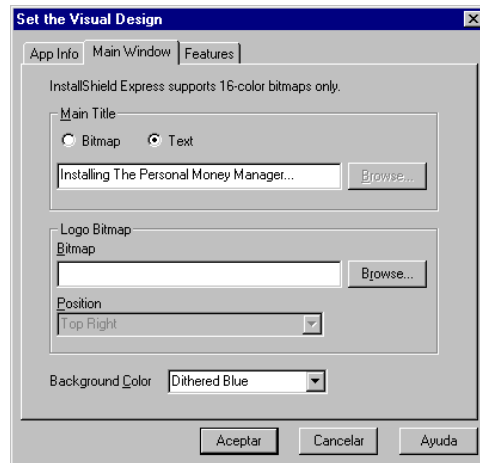 Set the Visual Design
App Info Main Window Features
InstallShield Express supports 16-color bitmaps only.
Main Title
Bitmap Text
Installing The Personal Money Manager... Browse...
Logo Bitmap
Bitmap
Browse...
Position
Top Right
Background Color Dithered Blue
Aceptar Cancelar Ayuda